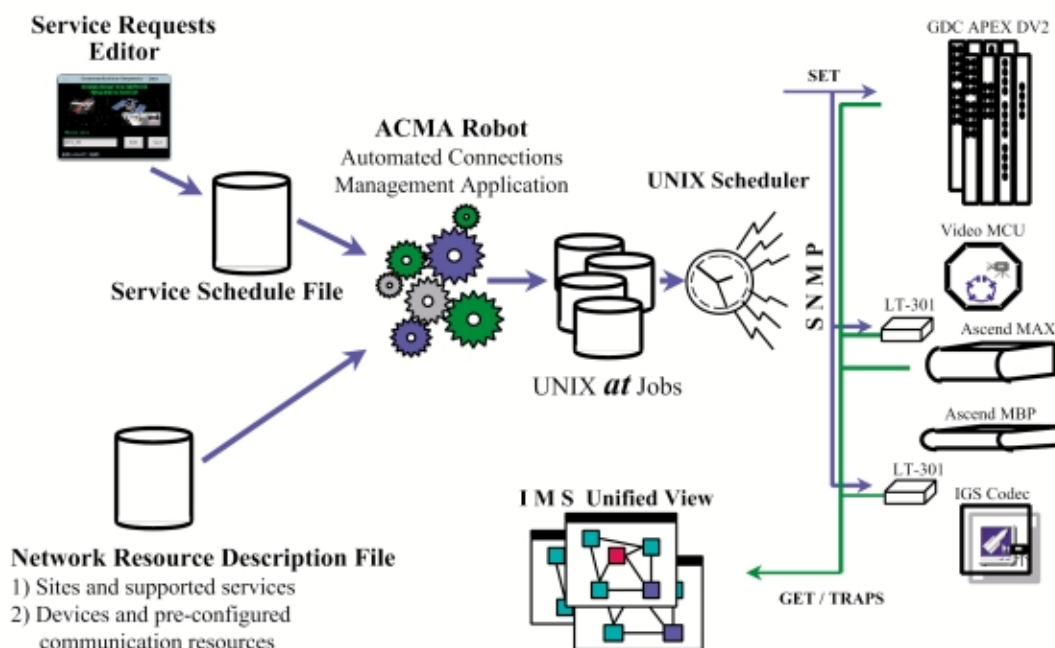 Service Requests
Editor
ACMA Robot
Automated Connections
Management Application
Service Schedule File
UNIX at Jobs
UNIX Scheduler
SET
SNMP
GDC APEX DV2
Video MCU
LT-301
Ascend MAX
Ascend MBP
LT-301
IGS Codec
GET / TRAPS
I M S Unified View
Network Resource Description File
1) Sites and supported services
2) Devices and pre-configured
communication resources